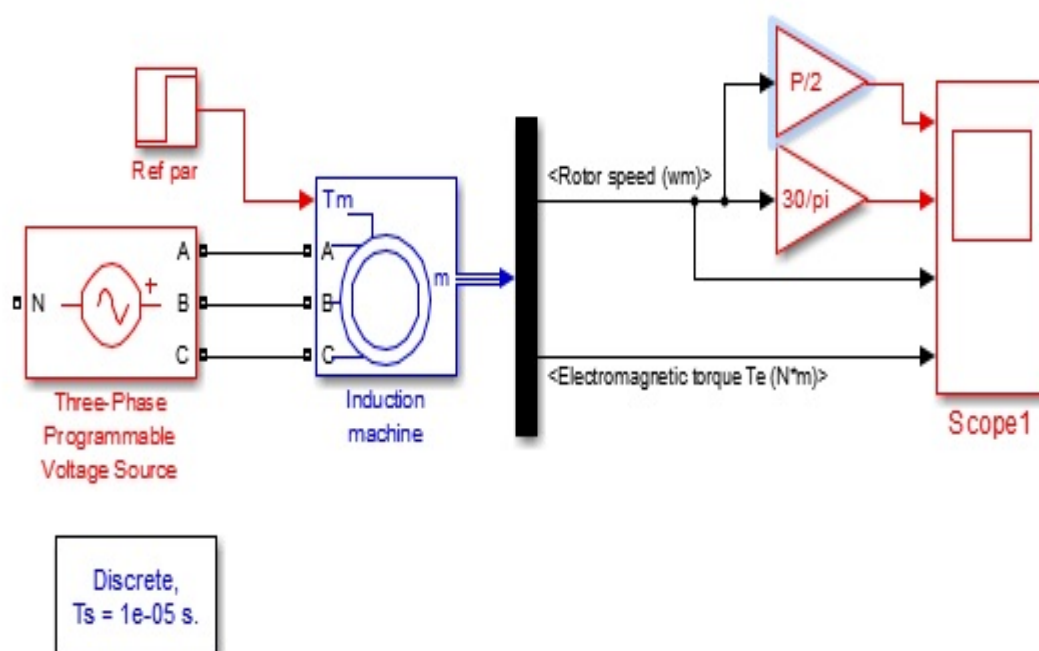 P/2
Ref par
<Rotor speed (wm)>
30/pi
Tm
A
A
m
N
+
B
B
C
C
<Electromagnetic torque Te (N*m)>
Three-Phase
Programmable
Voltage Source
Induction
machine
Scope1
Discrete,
Ts = 1e-05 s.